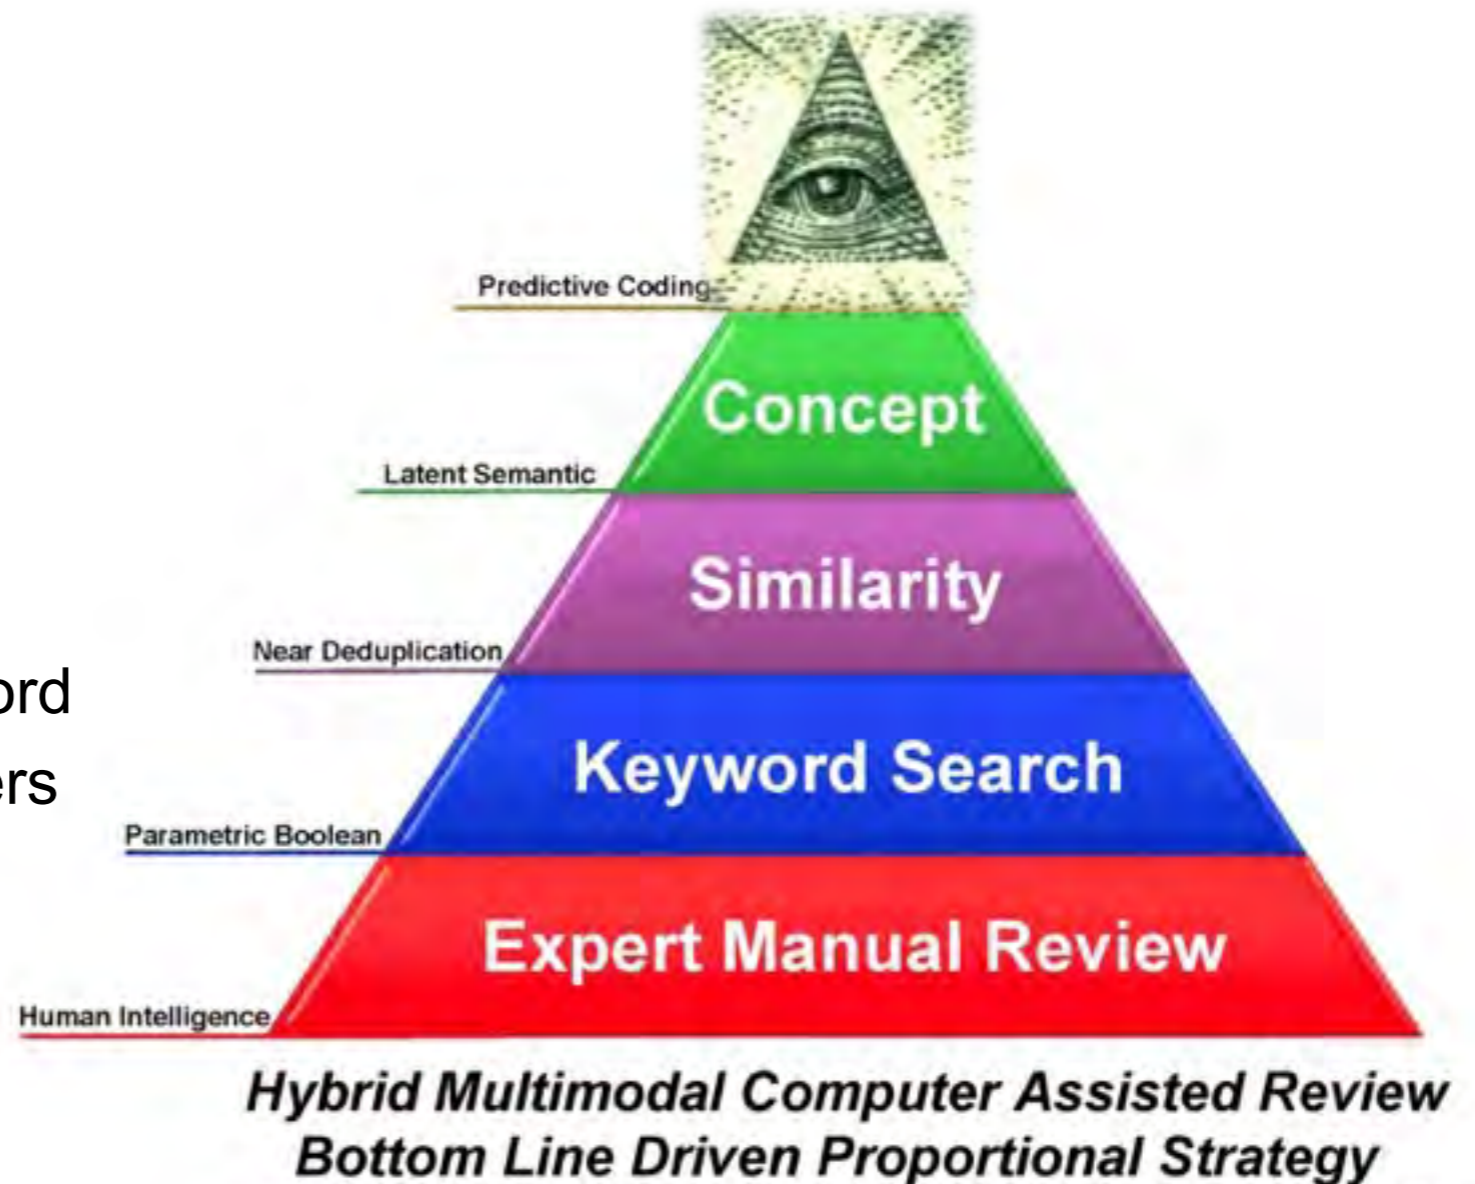 Predictive Coding
Concept
Latent Semantic
Similarity
Near Deduplication
ord
Keyword Search
ers
Parametric Boolean
Expert Manual Review
Human Intelligence
Hybrid Multimodal Computer Assisted Review
Bottom Line Driven Proportional Strategy